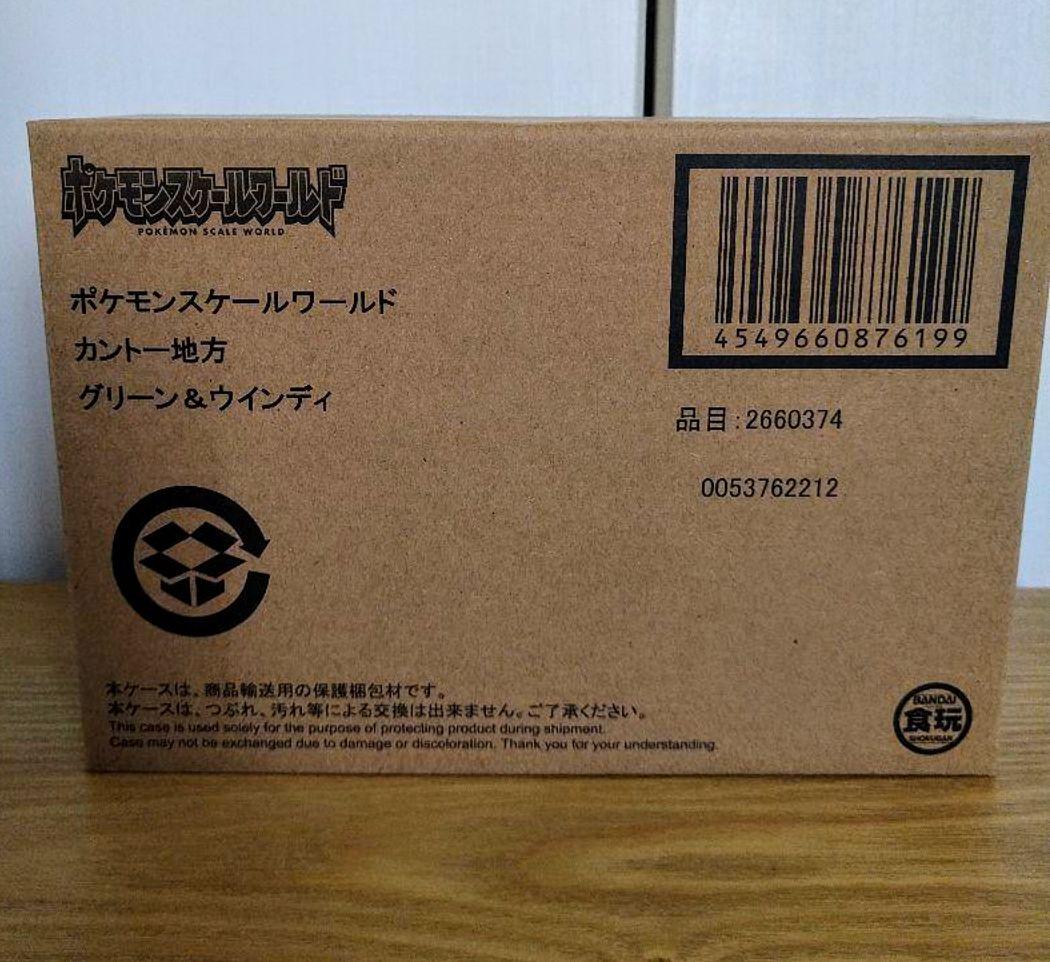 ポケモンスケールワールド
POKÉMON SCALE WORLD
ポケモンスケールワールド
カントー地方
グリーン&ウインディ
4549660876199
品目:2660374
0053762212
本ケースは、商品輸送用の保護梱包材です。
本ケースは、つぶれ、汚れ等による交換は出来ません。ご了承ください。
This case is used solely for the purpose of protecting product during shipment.
Case may not be exchanged due to damage or discoloration. Thank you for your understanding.
BANDAI
食玩
SHOKUGAN